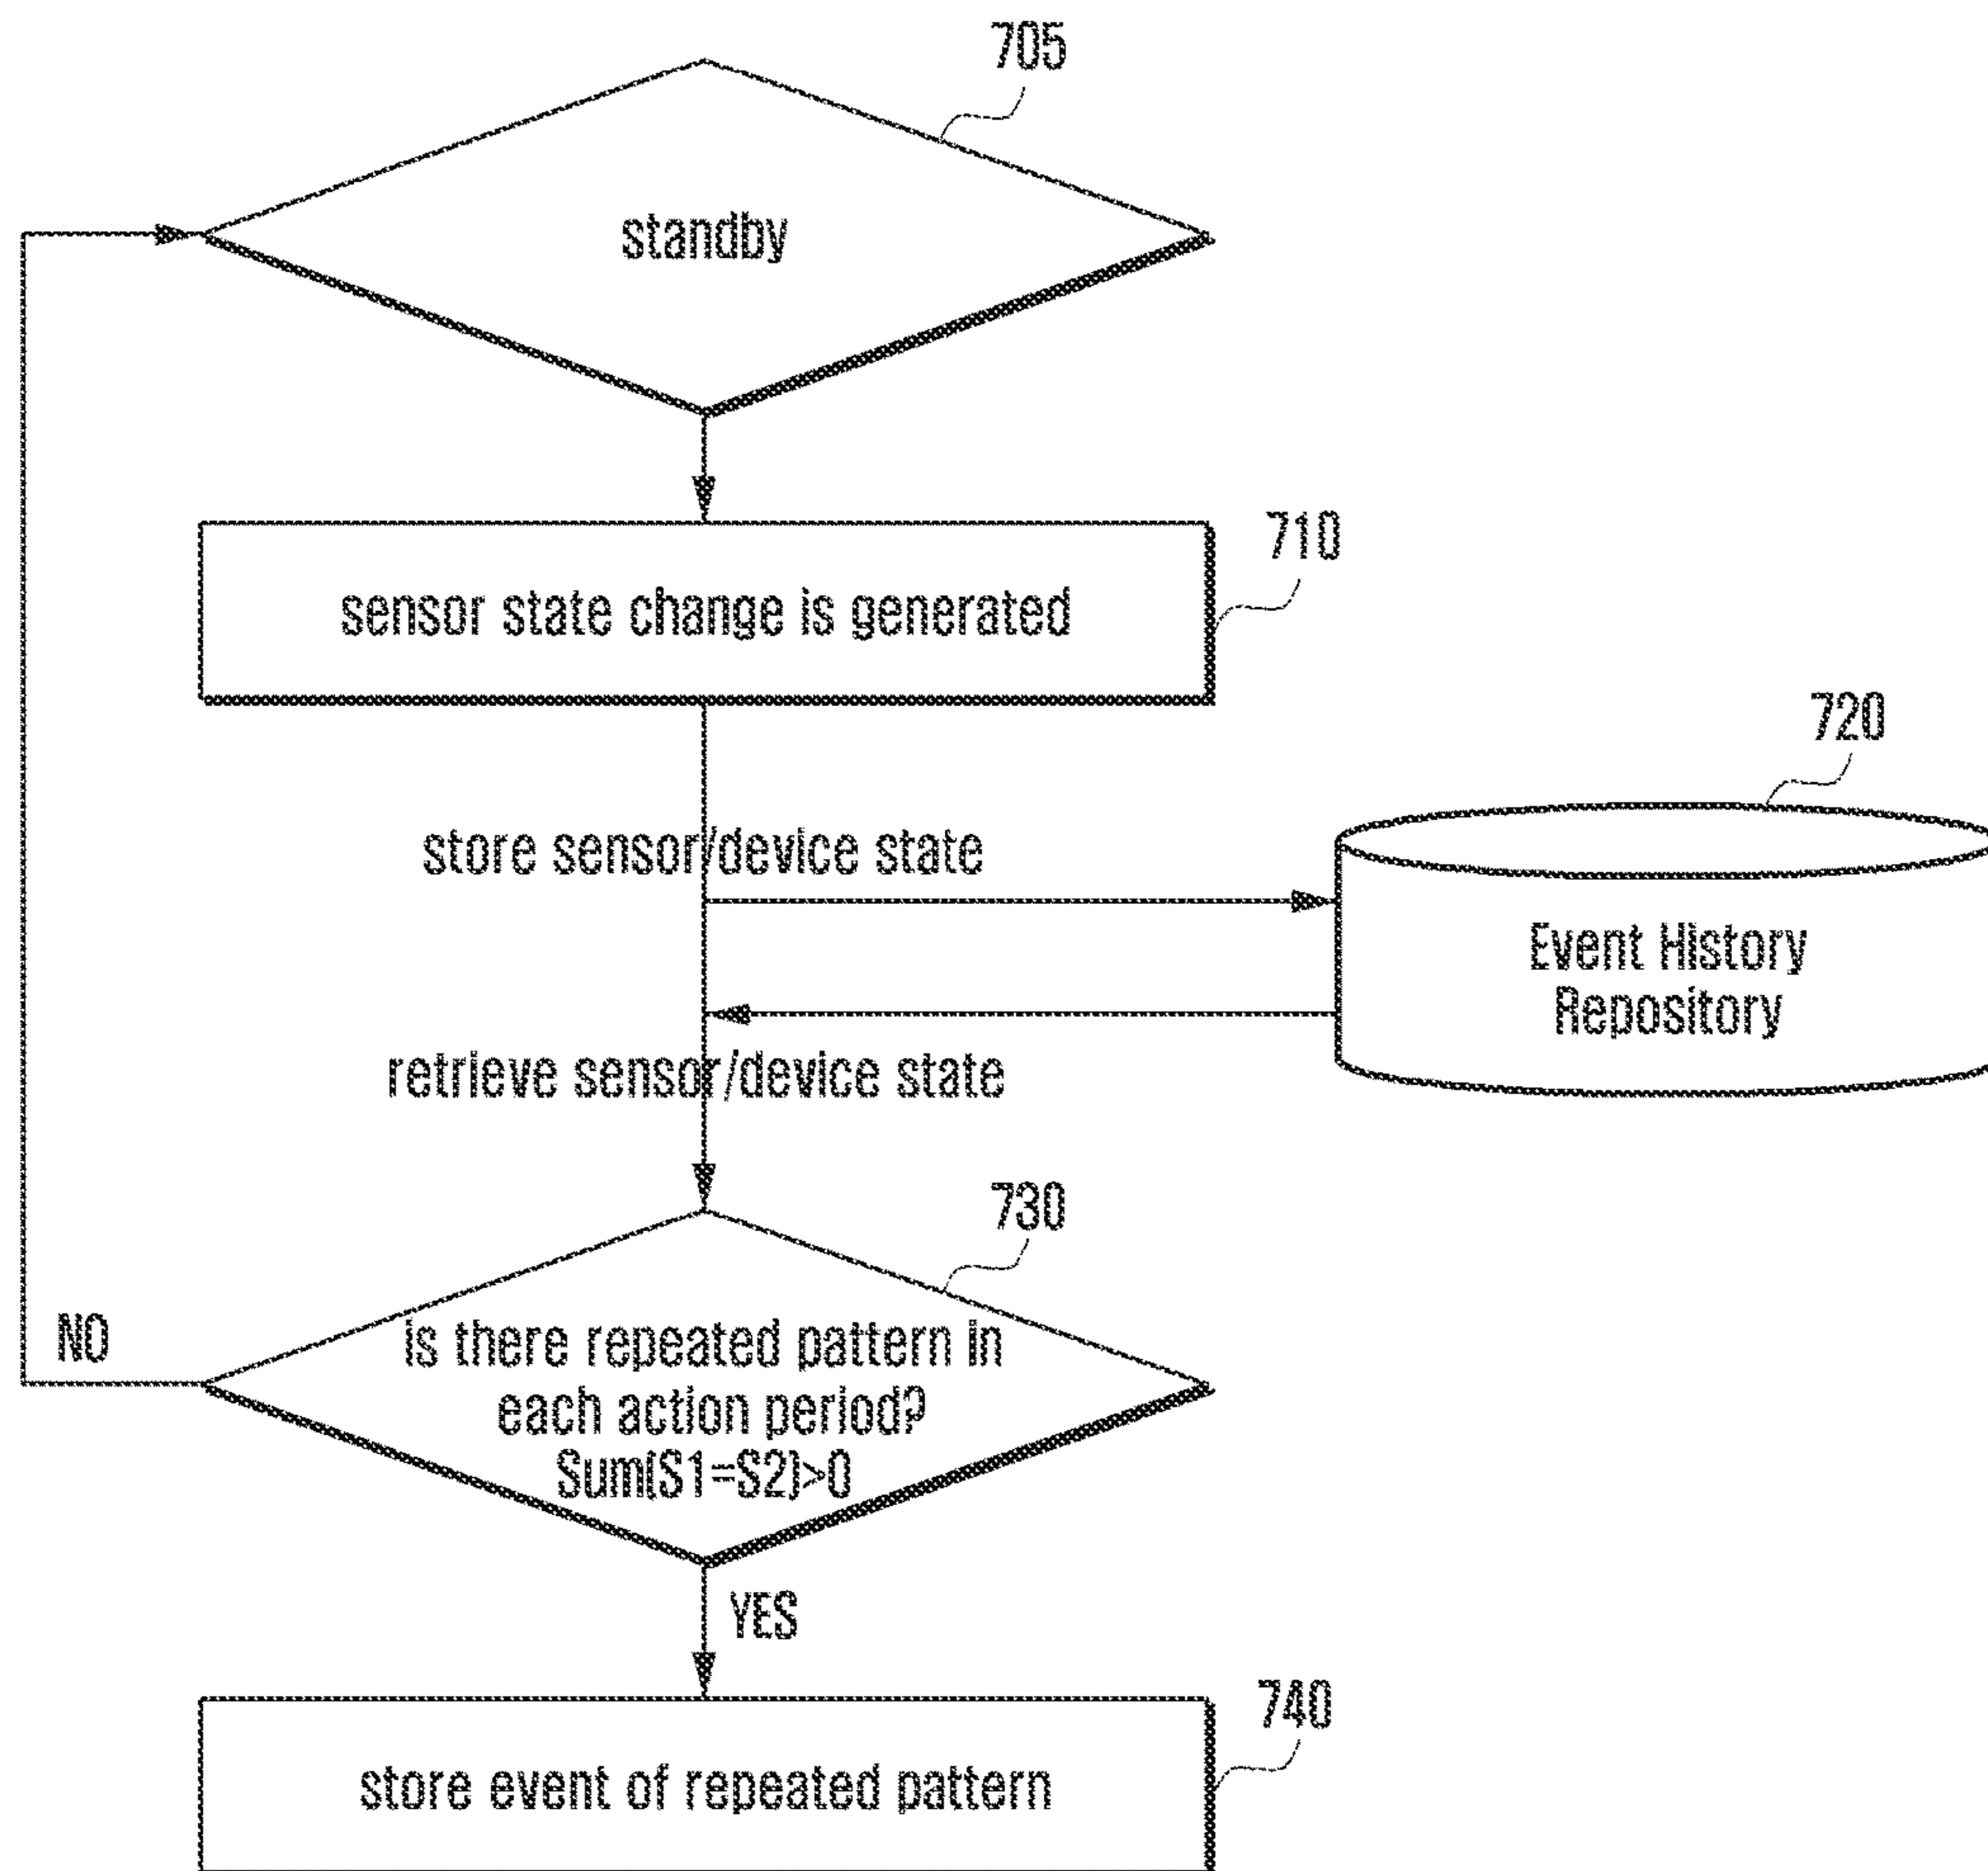 705
standby
sensor state change is generated
710
720
store sensor/device state
Event History
Repository
retrieve sensor/device state
730
NO
is there repeated pattern in
each action period?
Sum(S1=S2)>0
YES
740
store event of repeated pattern